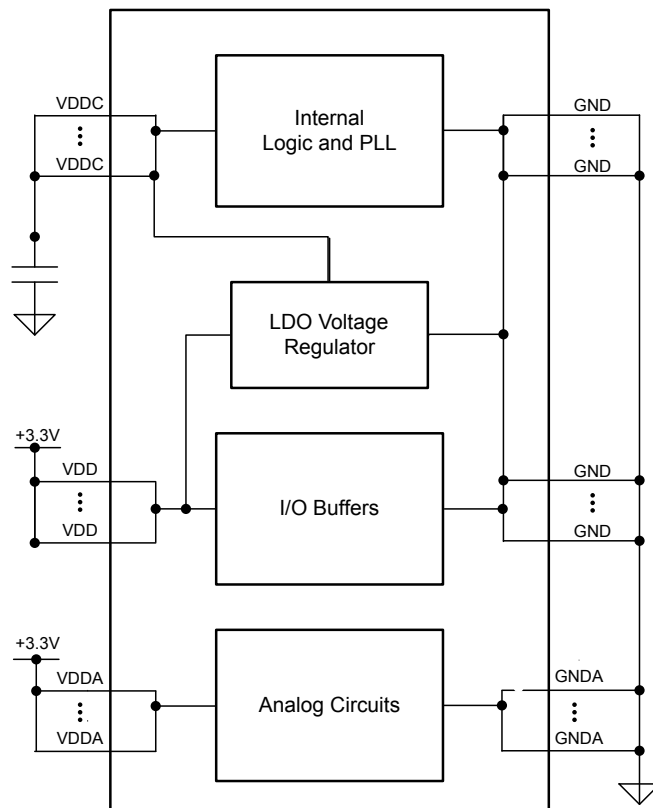 VDDC
VDDC
Internal
Logic and PLL
GND
GND
LDO Voltage
Regulator
+3.3V
VDD
VDD
I/O Buffers
GND
GND
+3.3V
VDDA
VDDA
Analog Circuits
GNDA
GNDA